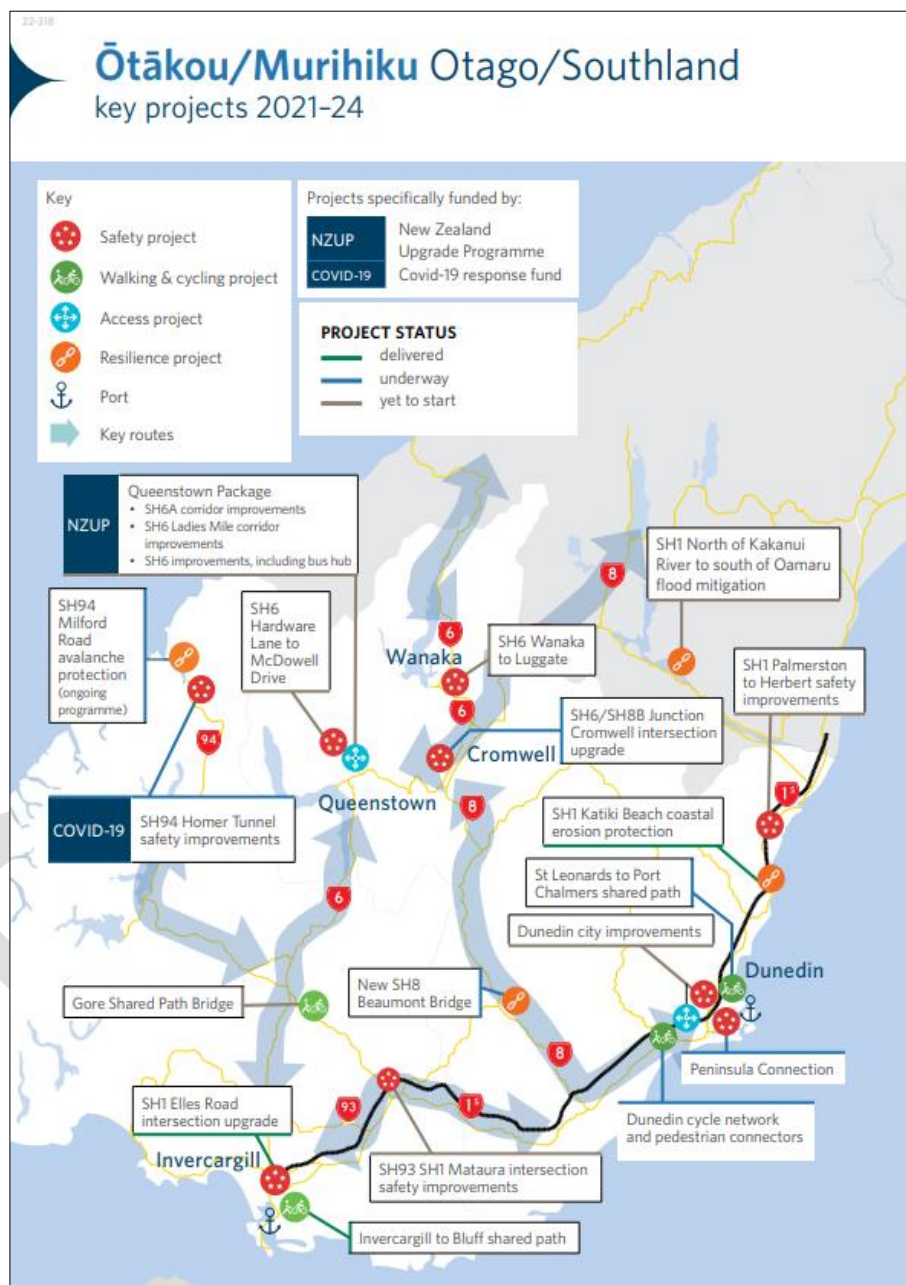 22-318
Ōtākou/Murihiku Otago/Southland
key projects 2021–24
Key
Safety project
Walking & cycling project
Access project
Resilience project
Port
Key routes
Projects specifically funded by:
NZUP
New Zealand
Upgrade Programme
COVID-19
Covid-19 response fund
PROJECT STATUS
delivered
underway
yet to start
NZUP
Queenstown Package
• SH6A corridor improvements
• SH6 Ladies Mile corridor
improvements
• SH6 improvements, including bus hub
SH94
Milford
Road
avalanche
protection
(ongoing
programme)
SH6
Hardware
Lane to
McDowell
Drive
8
SH1 North of Kakanui
River to south of Oamaru
flood mitigation
6
Wanaka
SH6 Wanaka
to Luggate
SH1 Palmerston
to Herbert safety
improvements
6
94
SH6/SH8B Junction
Cromwell intersection
upgrade
Cromwell
Queenstown
8
1S
COVID-19
SH94 Homer Tunnel
safety improvements
SH1 Katiki Beach coastal
erosion protection
St Leonards to Port
Chalmers shared path
6
Dunedin city improvements
Dunedin
Gore Shared Path Bridge
New SH8
Beaumont Bridge
8
Peninsula Connection
SH1 Elles Road
intersection upgrade
93
1S
Dunedin cycle network
and pedestrian connectors
Invercargill
SH93 SH1 Mataura intersection
safety improvements
Invercargill to Bluff shared path